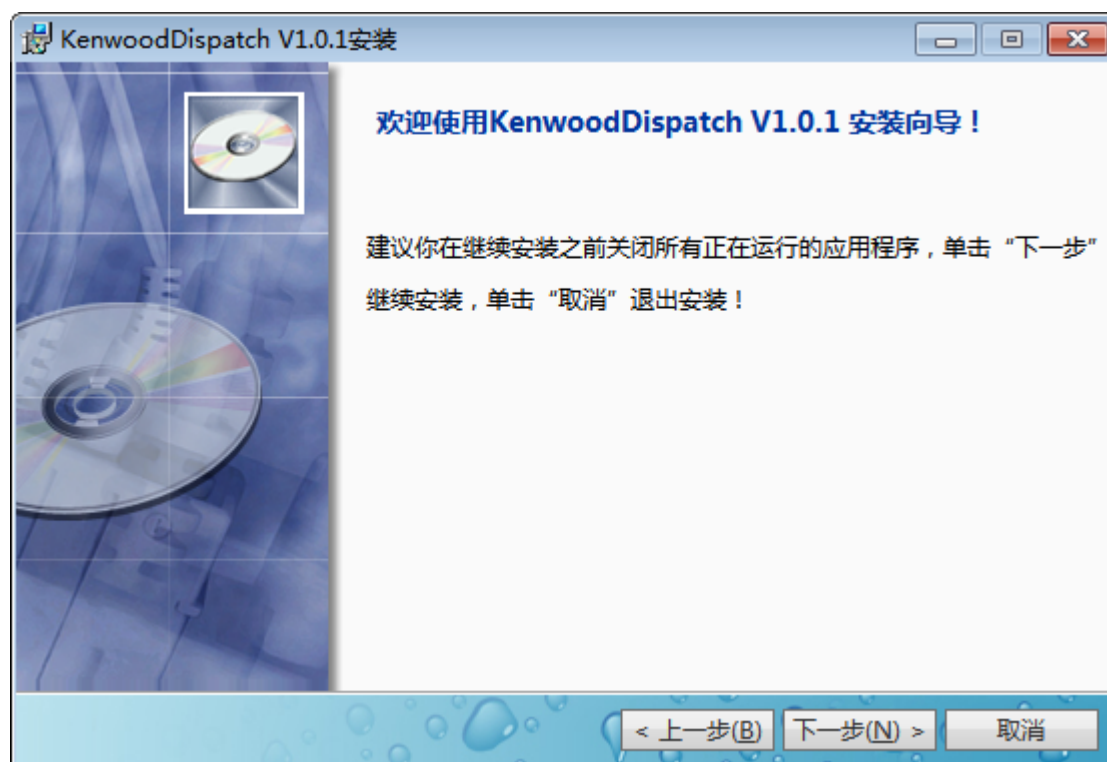 KenwoodDispatch V1.0.1安装
欢迎使用KenwoodDispatch V1.0.1 安装向导！
建议你在继续安装之前关闭所有正在运行的应用程序，单击“下一步”
继续安装，单击“取消”退出安装！
< 上一步(B) 下一步(N) > 取消